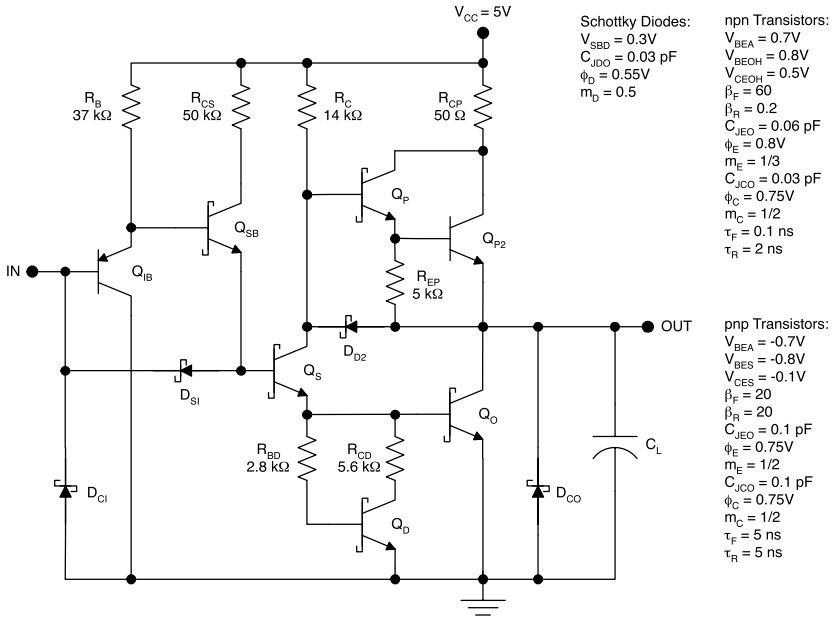 V_CC = 5V
R_B
37 kΩ
R_CS
50 kΩ
R_C
14 kΩ
R_CP
50 Ω
Q_P
Q_SB
Q_P2
IN
Q_IB
R_EP
5 kΩ
OUT
D_D2
Q_S
D_SI
Q_O
R_BD
2.8 kΩ
R_CD
5.6 kΩ
C_L
D_CI
Q_D
D_CO
Schottky Diodes:
V_SBD = 0.3V
C_JDO = 0.03 pF
ϕ_D = 0.55V
m_D = 0.5
npn Transistors:
V_BEA = 0.7V
V_BEOH = 0.8V
V_CEOH = 0.5V
β_F = 60
β_R = 0.2
C_JEO = 0.06 pF
ϕ_E = 0.8V
m_E = 1/3
C_JCO = 0.03 pF
ϕ_C = 0.75V
m_C = 1/2
τ_F = 0.1 ns
τ_R = 2 ns
pnp Transistors:
V_BEA = -0.7V
V_BES = -0.8V
V_CES = -0.1V
β_F = 20
β_R = 20
C_JEO = 0.1 pF
ϕ_E = 0.75V
m_E = 1/2
C_JCO = 0.1 pF
ϕ_C = 0.75V
m_C = 1/2
τ_F = 5 ns
τ_R = 5 ns